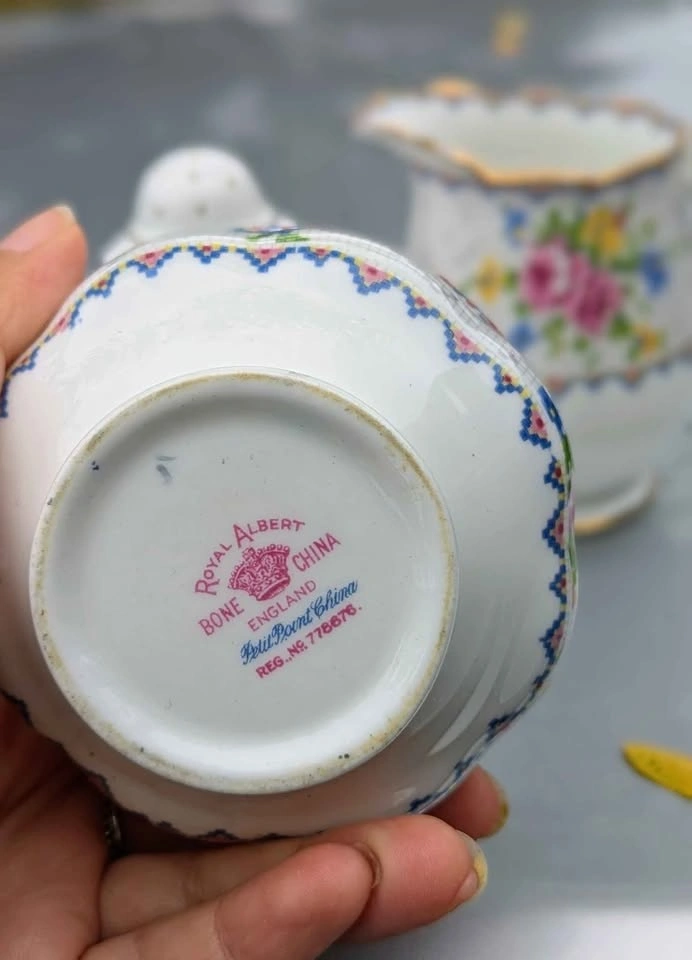 ROYAL ALBERT
BONE CHINA
ENGLAND
Petit Point China
REG.. No. 778676.